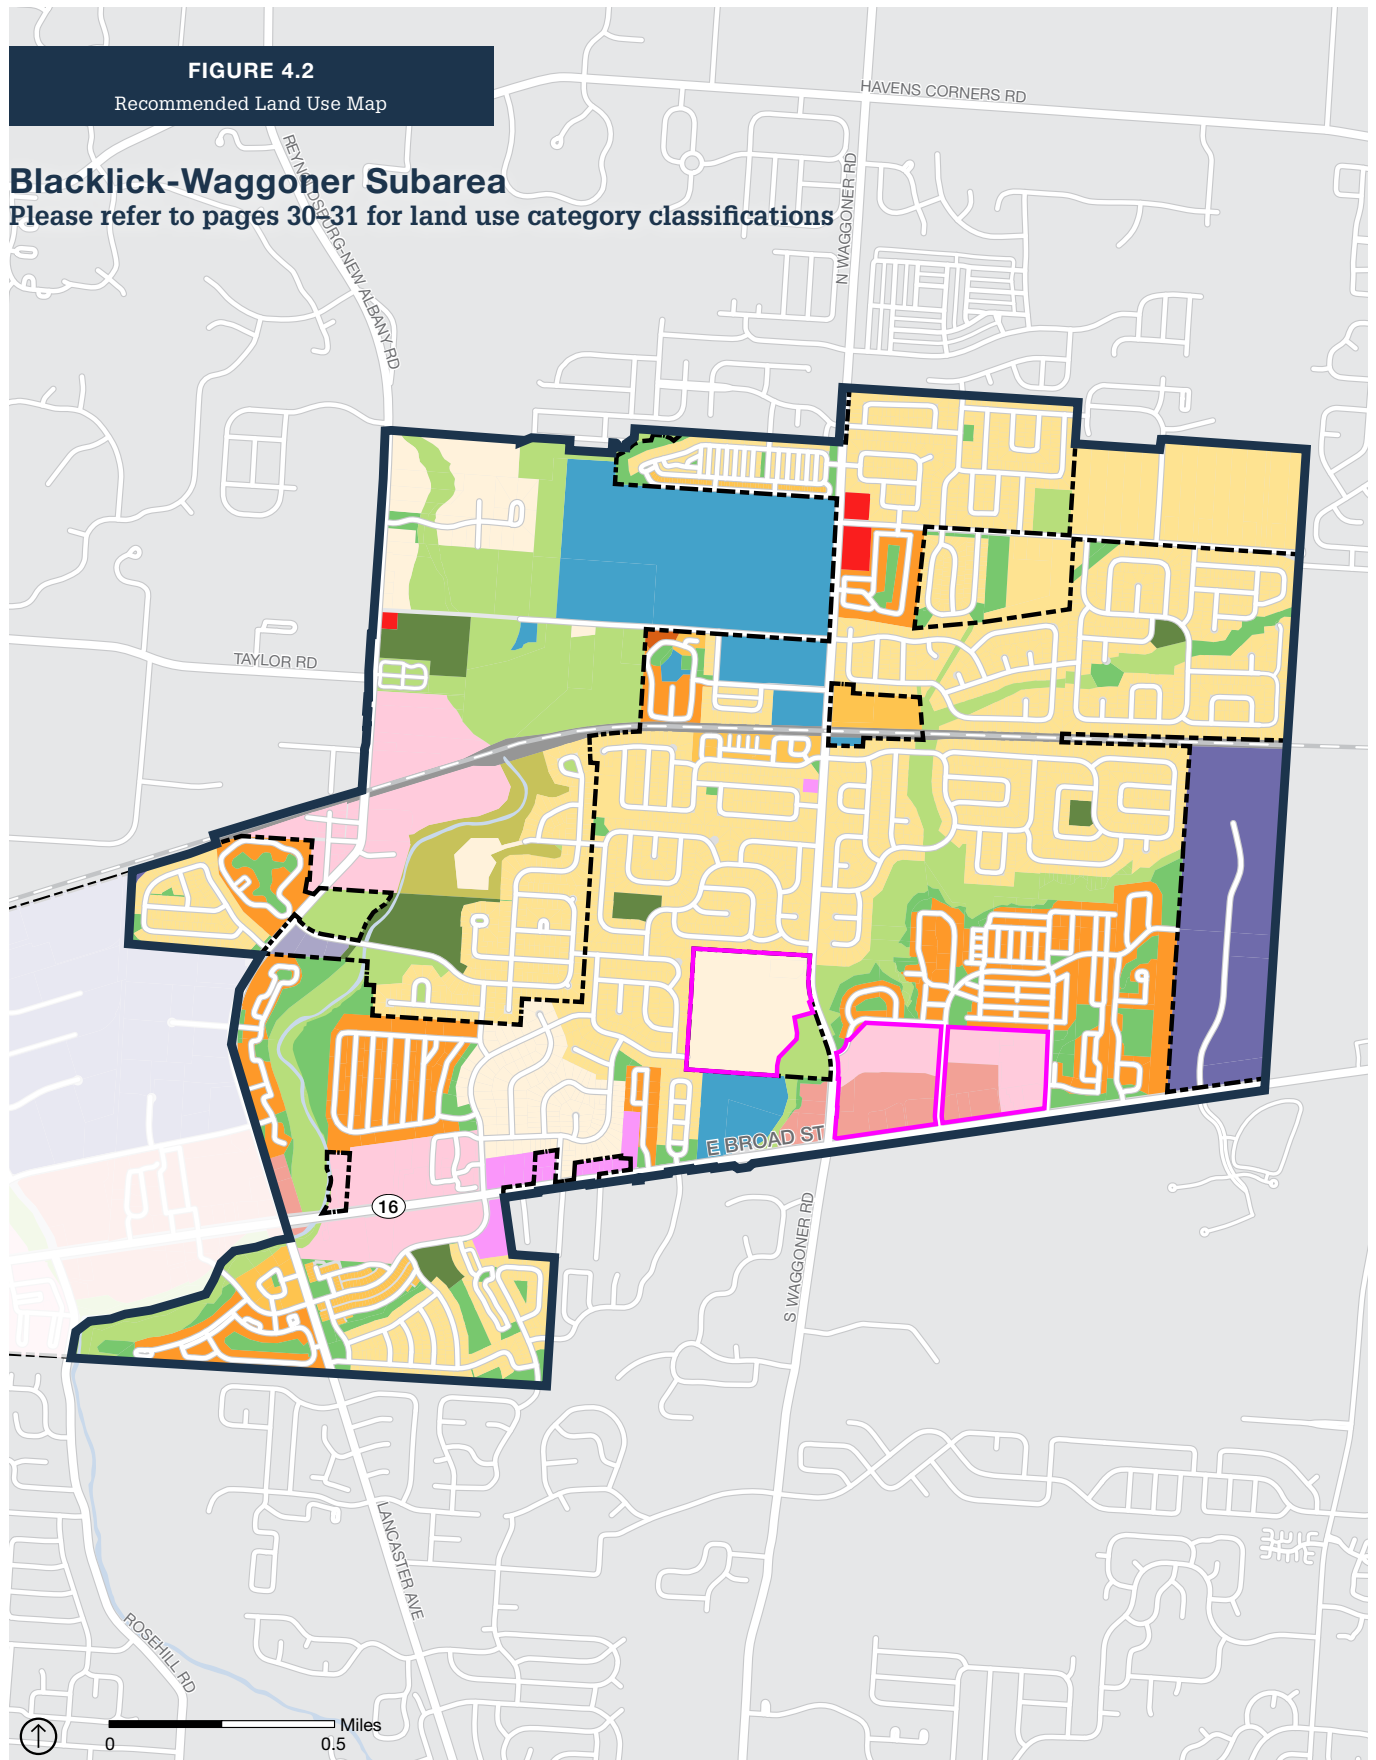 FIGURE 4.2
Recommended Land Use Map
HAVENS CORNERS RD
REYNOLDSBURG-NEW ALBANY RD
N WAGGONER RD
Blacklick-Waggoner Subarea
Please refer to pages 30-31 for land use category classifications
TAYLOR RD
E BROAD ST
16
S WAGGONER RD
LANCASTER AVE
ROSEHILL RD
Miles
0 0.5